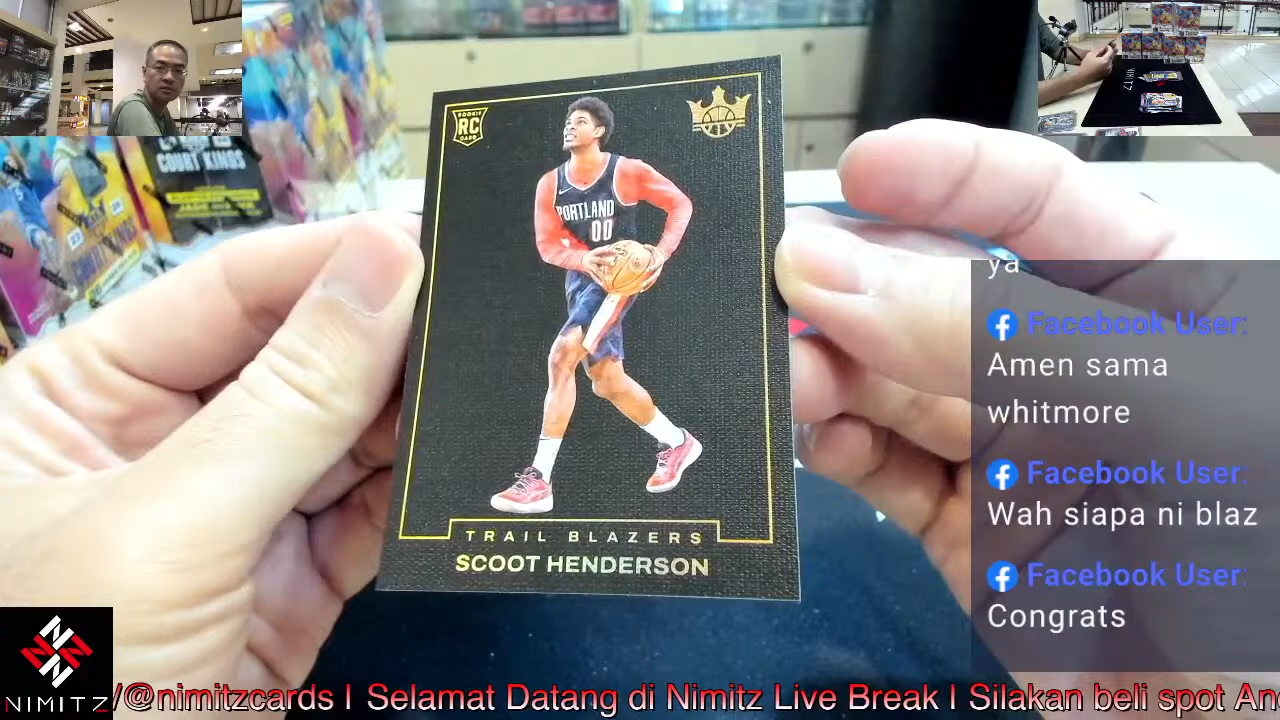 COURT KINGS
ROOKIE
RC
CARD
PORTLAND
00
TRAIL BLAZERS
SCOOT HENDERSON
ya
Facebook User:
Amen sama
whitmore
Facebook User:
Wah siapa ni blaz
Facebook User:
Congrats
NIMITZ
/@nimitzcards I Selamat Datang di Nimitz Live Break I Silakan beli spot An